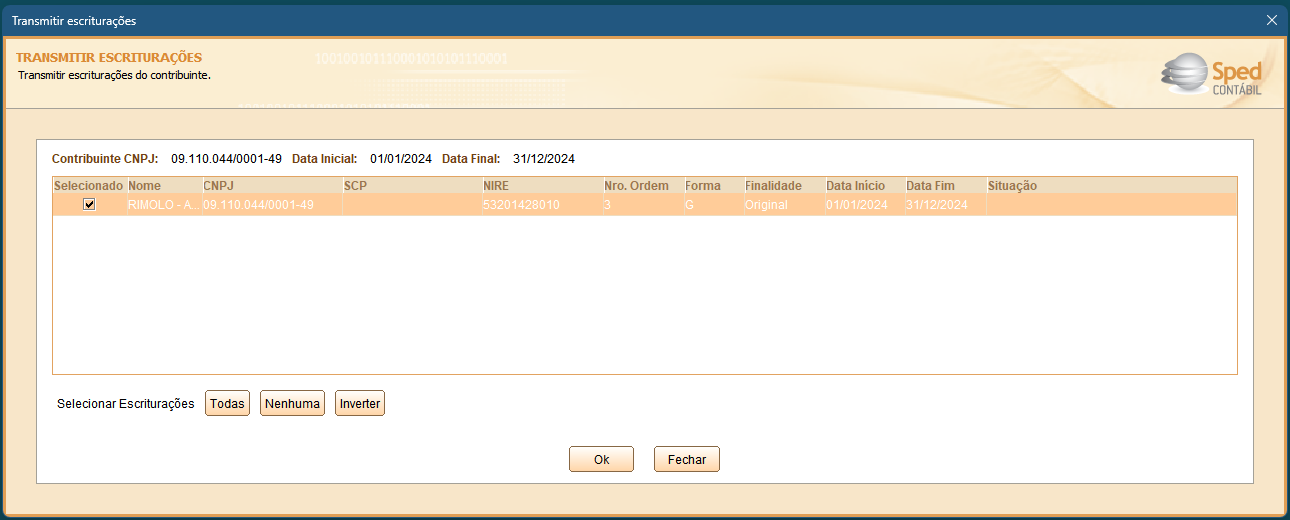 Transmitir escriturações
TRANSMITIR ESCRITURAÇÕES
Transmitir escriturações do contribuinte.
Sped
CONTÁBIL
Contribuinte CNPJ: 09.110.044/0001-49 Data Inicial: 01/01/2024 Data Final: 31/12/2024
Selecionado Nome CNPJ SCP NIRE Nro. Ordem Forma Finalidade Data Início Data Fim Situação
RIMOLO - A... 09.110.044/0001-49 53201428010 3 G Original 01/01/2024 31/12/2024
Selecionar Escriturações Todas Nenhuma Inverter
Ok Fechar